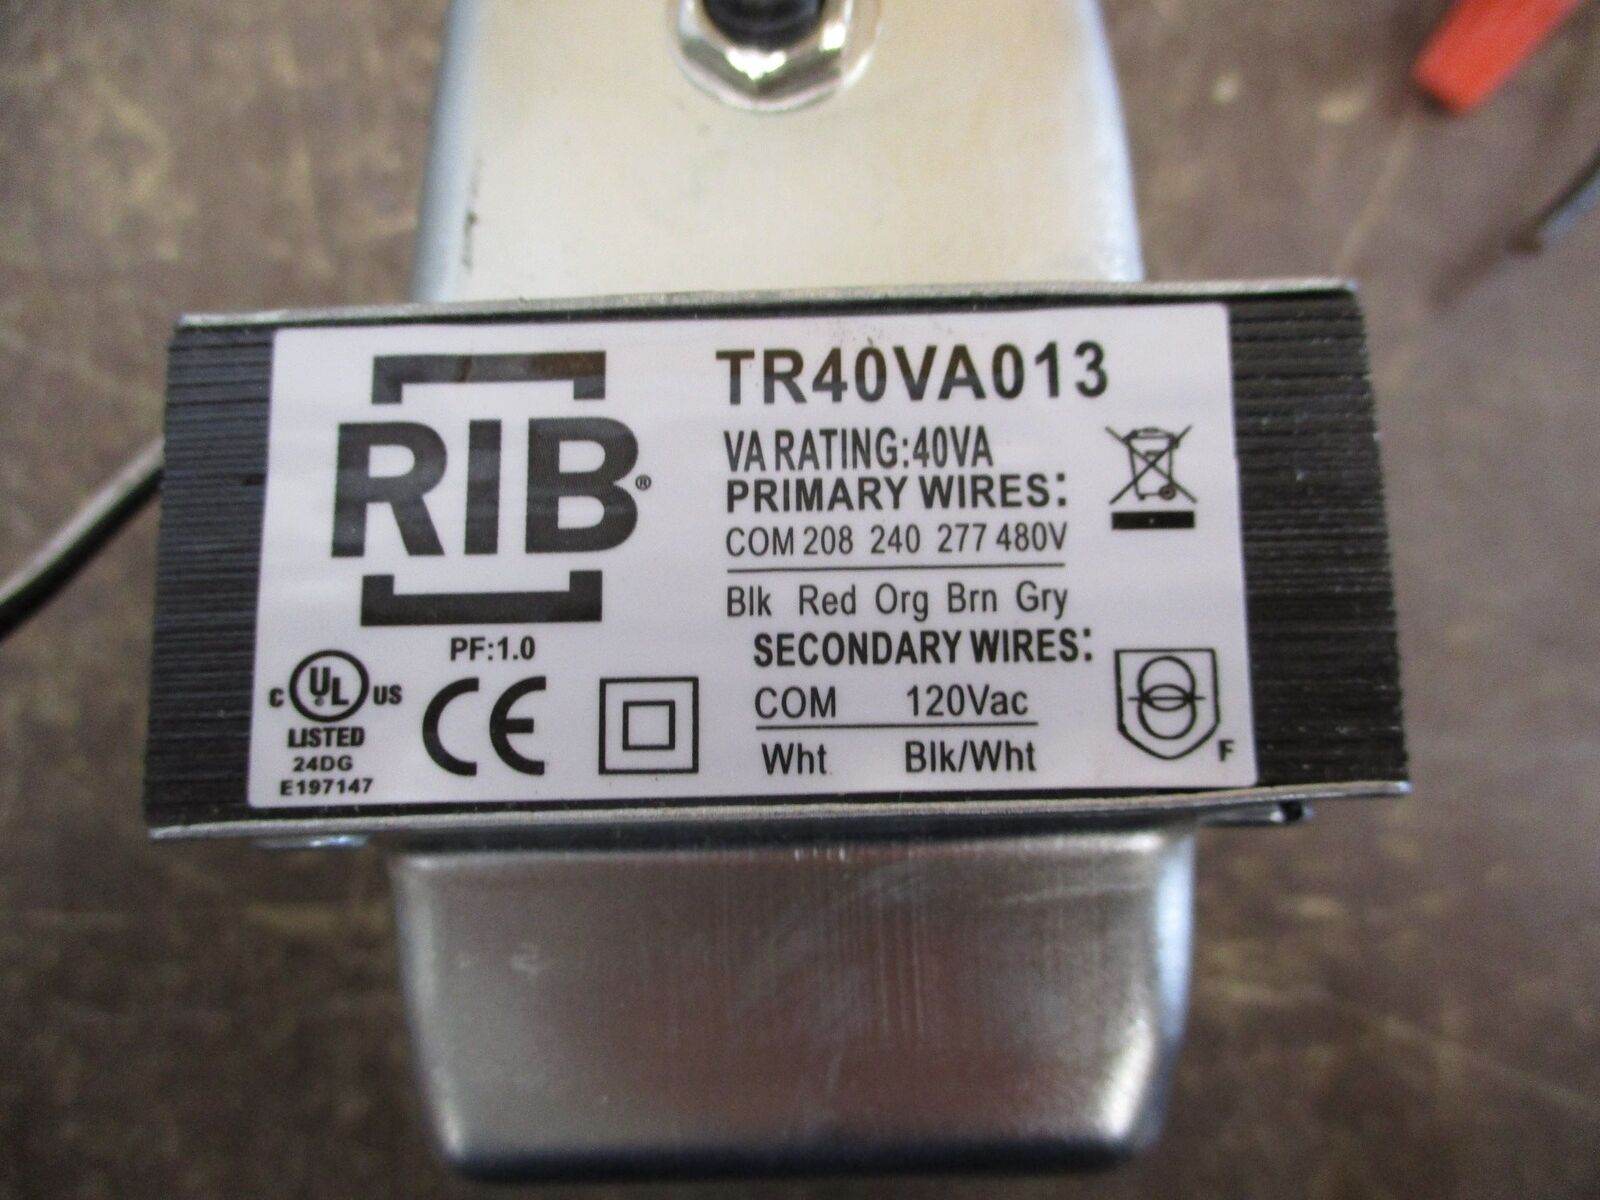 RIB®
PF:1.0
C UL US
LISTED
24DG
E197147
CE
TR40VA013
VA RATING:40VA
PRIMARY WIRES:
COM 208 240 277 480V
Blk Red Org Brn Gry
SECONDARY WIRES:
COM 120Vac
Wht Blk/Wht
F